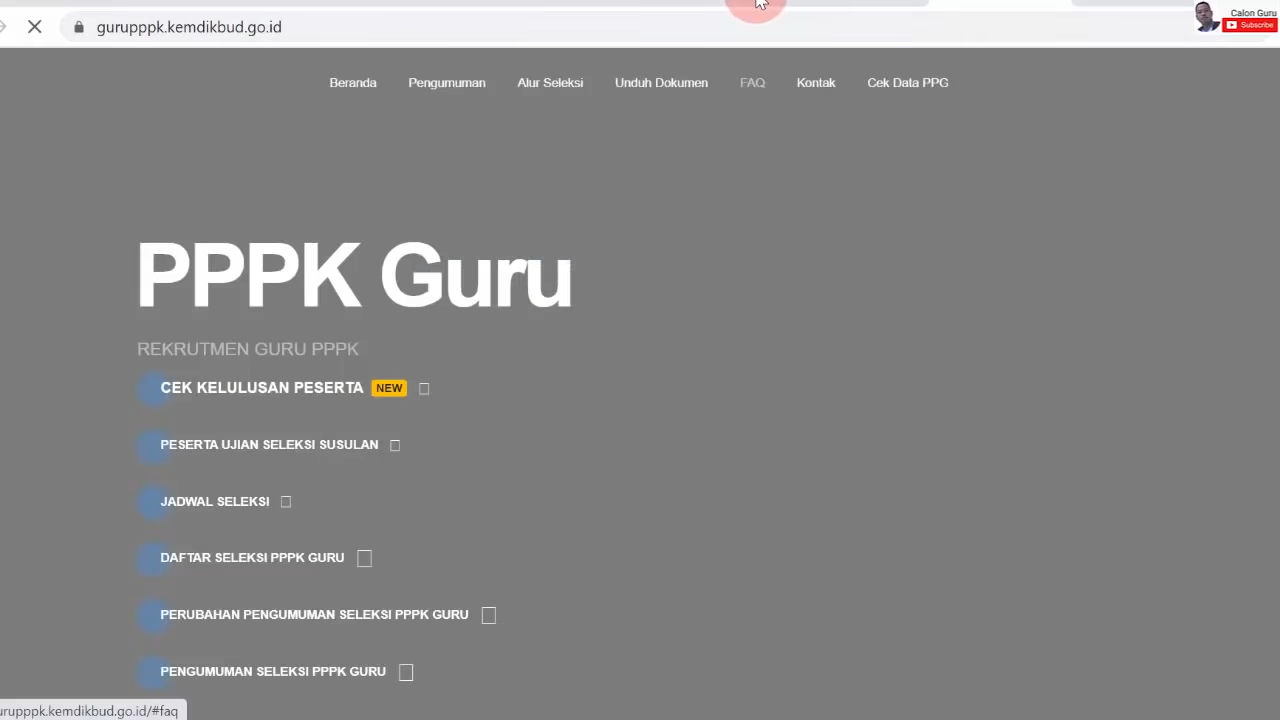 gurupppk.kemdikbud.go.id
Calon Guru
Subscribe
Beranda Pengumuman Alur Seleksi Unduh Dokumen FAQ Kontak Cek Data PPG
PPPK Guru
REKRUTMEN GURU PPPK
CEK KELULUSAN PESERTA NEW
PESERTA UJIAN SELEKSI SUSULAN
JADWAL SELEKSI
DAFTAR SELEKSI PPPK GURU
PERUBAHAN PENGUMUMAN SELEKSI PPPK GURU
PENGUMUMAN SELEKSI PPPK GURU
urupppk.kemdikbud.go.id/#faq